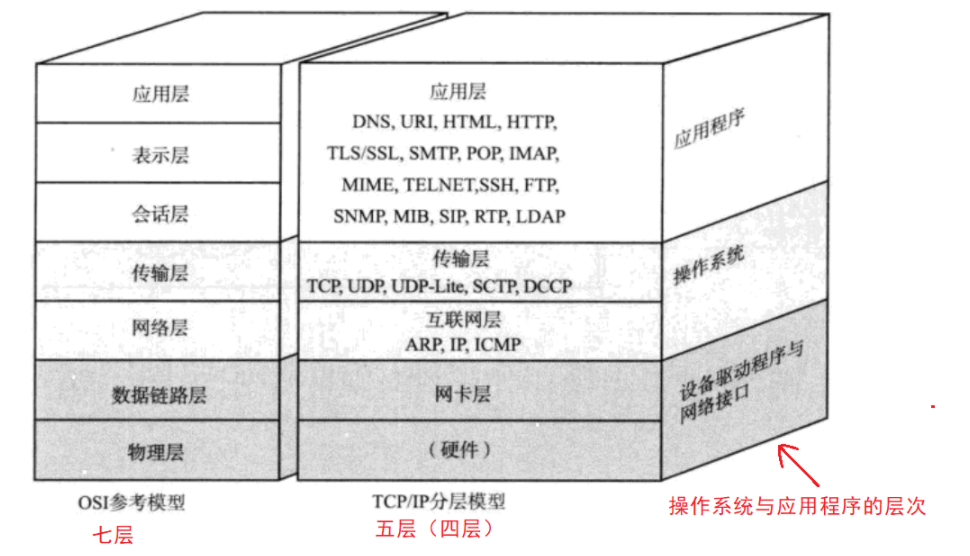 应用层
表示层
会话层
传输层
网络层
数据链路层
物理层
OSI参考模型
七层
应用层
DNS, URI, HTML, HTTP,
TLS/SSL, SMTP, POP, IMAP,
MIME, TELNET,SSH, FTP,
SNMP, MIB, SIP, RTP, LDAP
传输层
TCP, UDP, UDP-Lite, SCTP, DCCP
互联网层
ARP, IP, ICMP
网卡层
（硬件）
TCP/IP分层模型
五层（四层）
应用程序
操作系统
设备驱动程序与
网络接口
操作系统与应用程序的层次